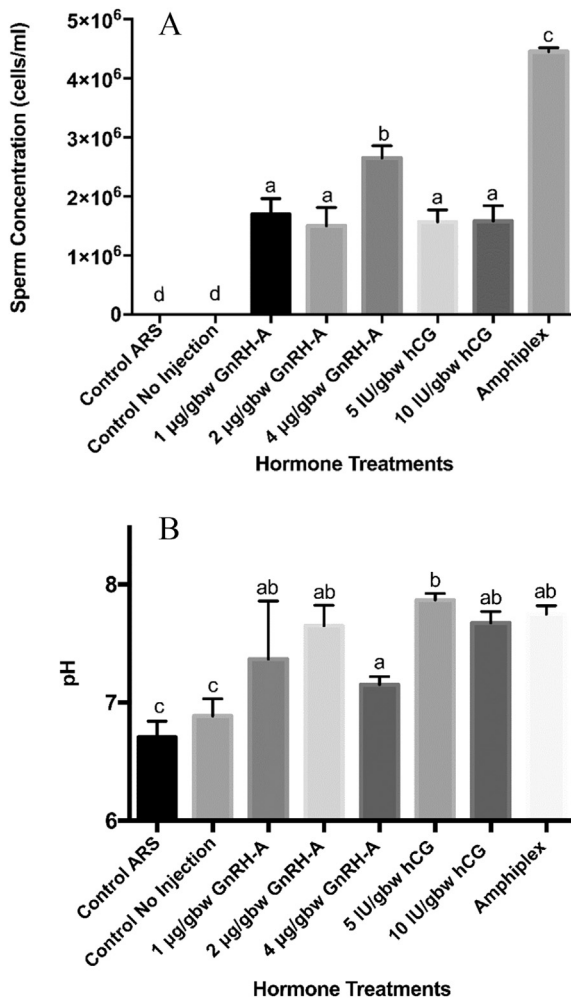 A
Sperm Concentration (cells/ml)
5×10⁶
4×10⁶
3×10⁶
2×10⁶
1×10⁶
0
d
d
a
a
b
a
a
c
Control ARS
Control No Injection
1 µg/gbw GnRH-A
2 µg/gbw GnRH-A
4 µg/gbw GnRH-A
5 IU/gbw hCG
10 IU/gbw hCG
Amphiplex
Hormone Treatments
B
pH
8
7
6
c
c
ab
ab
a
b
ab
ab
Control ARS
Control No Injection
1 µg/gbw GnRH-A
2 µg/gbw GnRH-A
4 µg/gbw GnRH-A
5 IU/gbw hCG
10 IU/gbw hCG
Amphiplex
Hormone Treatments